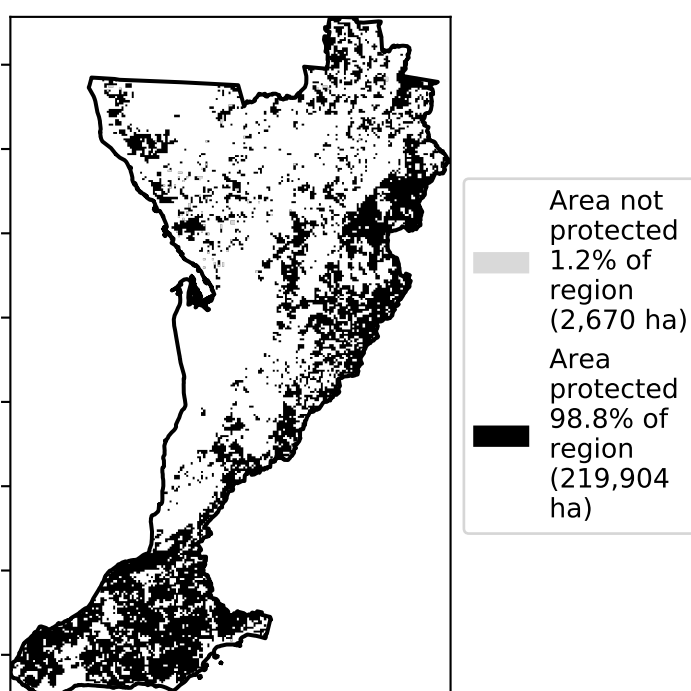 Area not
protected
1.2% of
region
(2,670 ha)
Area
protected
98.8% of
region
(219,904
ha)